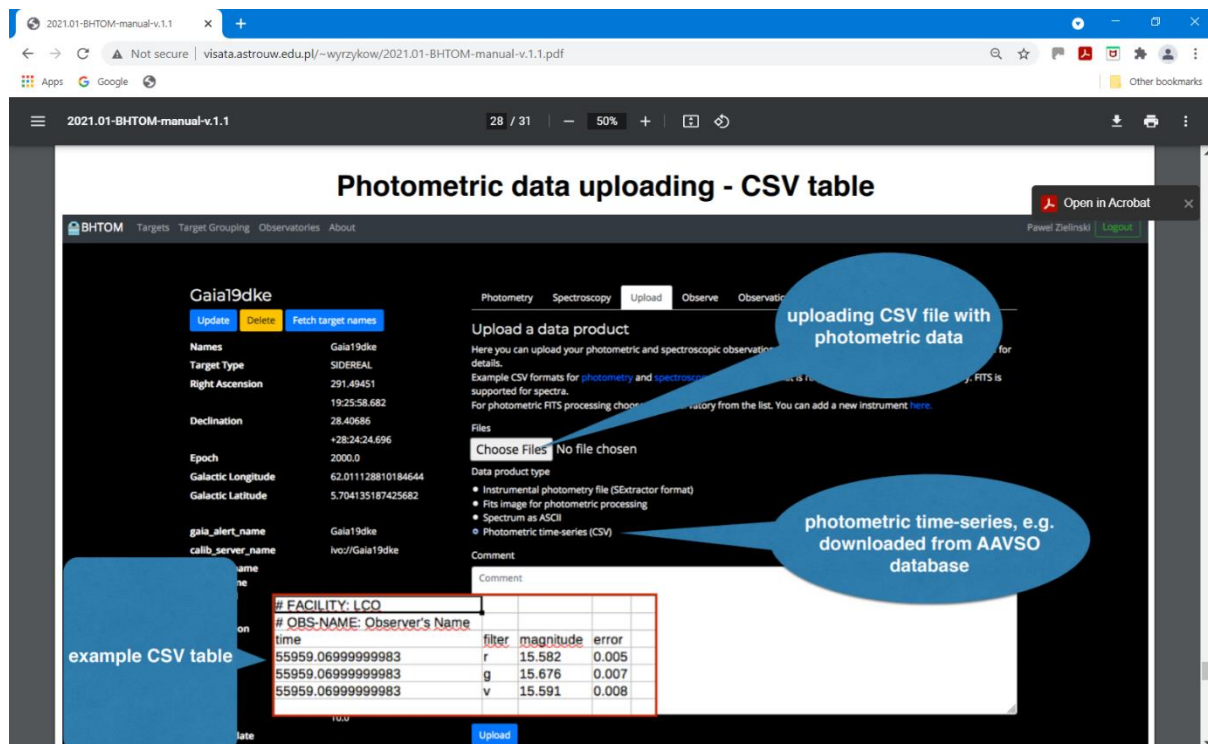 2021.01-BHTOM-manual-v.1.1
Not secure | visata.astrouw.edu.pl/~wyrzykow/2021.01-BHTOM-manual-v.1.1.pdf
Apps Google Other bookmarks
2021.01-BHTOM-manual-v.1.1 28 / 31 50%
Photometric data uploading - CSV table
Open in Acrobat
BHTOM Targets Target Grouping Observatories About Pawel Zielinski Logout
Gaia19dke
Update Delete Fetch target names
Names Gaia19dke
Target Type SIDEREAL
Right Ascension 291.49451
19:25:58.682
Declination 28.40686
+28:24:24.696
Epoch 2000.0
Galactic Longitude 62.011128810184644
Galactic Latitude 5.704135187425682
gaia_alert_name Gaia19dke
calib_server_name ivo://Gaia19dke
Photometry Spectroscopy Upload Observe
Upload a data product
Here you can upload your photometric and spectroscopic for
details.
Example CSV formats for photometry and FITS is
supported for spectra.
For photometric FITS processing from the list. You can add a new instrument here.
Files
Choose Files No file chosen
Data product type
Instrumental photometry file (SExtractor format)
Fits image for photometric processing
Spectrum as ASCII
Photometric time-series (CSV)
Comment
Comment
uploading CSV file with
photometric data
photometric time-series, e.g.
downloaded from AAVSO
database
example CSV table
# FACILITY: LCO
# OBS-NAME: Observer's Name
time filter magnitude error
55959.06999999983 r 15.582 0.005
55959.06999999983 g 15.676 0.007
55959.06999999983 v 15.591 0.008
Upload